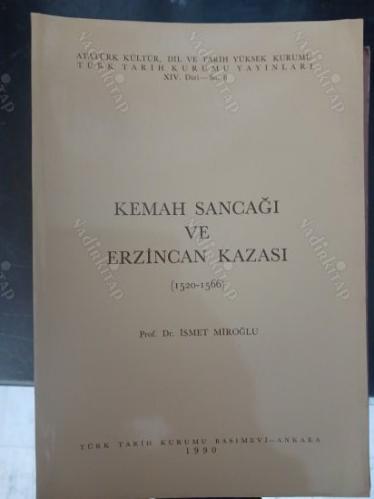 ATATÜRK KÜLTÜR, DİL VE TARİH YÜKSEK KURUMU
TÜRK TARİH KURUMU YAYINLARI
XIV. Dizi—Sa. 8
KEMAH SANCAĞI
VE
ERZİNCAN KAZASI
(1520-1566)
Prof. Dr. İSMET MİROĞLU
TÜRK TARİH KURUMU BASIMEVİ—ANKARA
1990